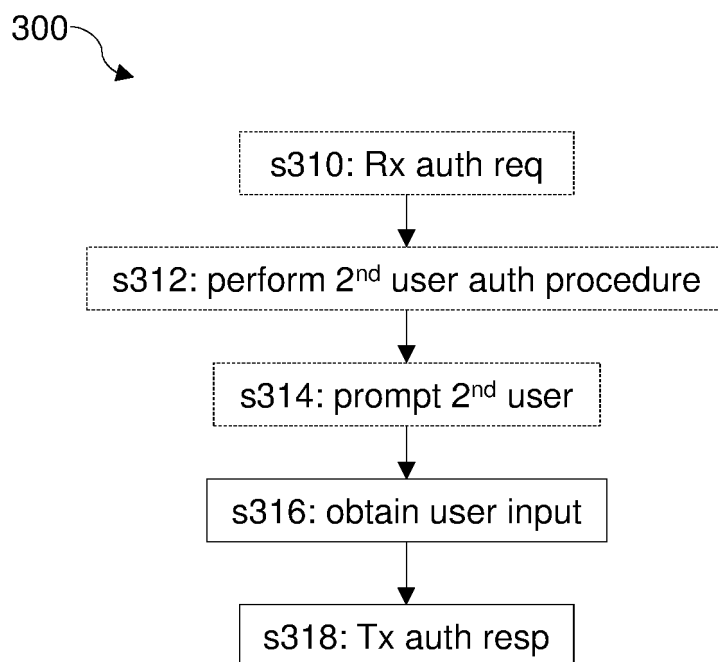 300
s310: Rx auth req
s312: perform 2nd user auth procedure
s314: prompt 2nd user
s316: obtain user input
s318: Tx auth resp